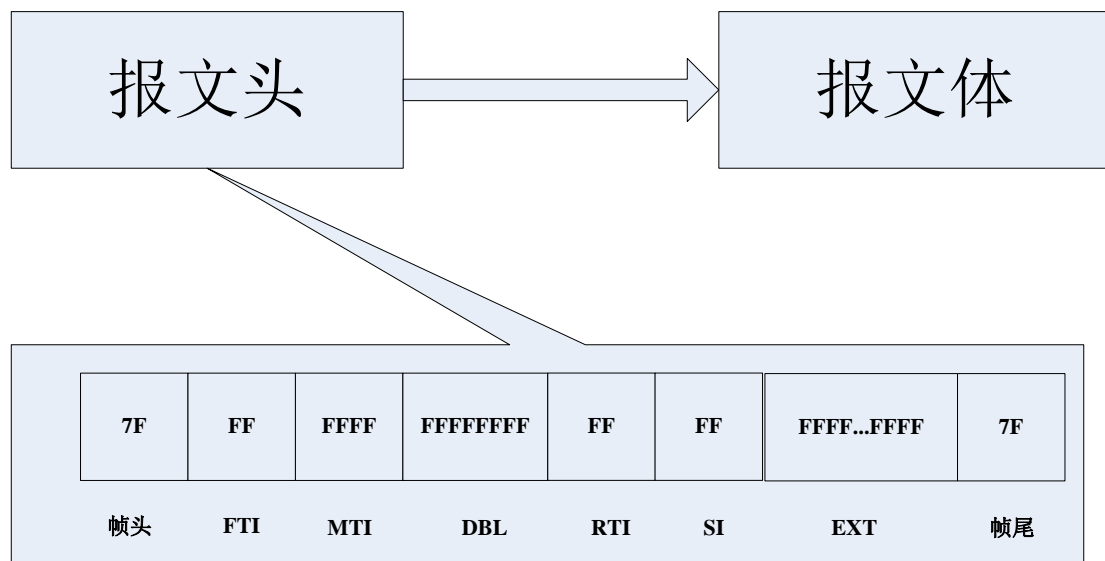 报文头
报文体
7F FF FFFF FFFFFFFF FF FF FFFF...FFFF 7F
帧头 FTI MTI DBL RTI SI EXT 帧尾